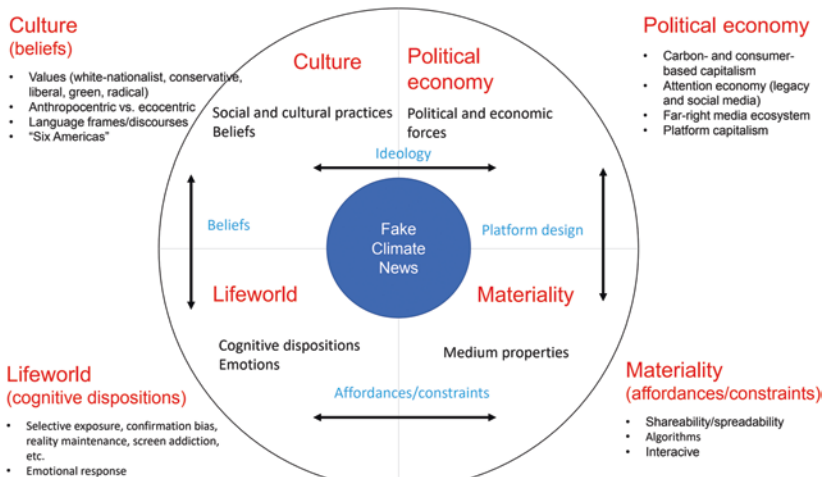 Culture
(beliefs)
• Values (white-nationalist, conservative,
liberal, green, radical)
• Anthropocentric vs. ecocentric
• Language frames/discourses
• “Six Americas”
Culture
Social and cultural practices
Beliefs
Political
economy
Political and economic
forces
Political economy
• Carbon- and consumer-
based capitalism
• Attention economy (legacy
and social media)
• Far-right media ecosystem
• Platform capitalism
Ideology
Beliefs
Fake
Climate
News
Platform design
Lifeworld
Cognitive dispositions
Emotions
Materiality
Medium properties
Affordances/constraints
Lifeworld
(cognitive dispositions)
• Selective exposure, confirmation bias,
reality maintenance, screen addiction,
etc.
• Emotional response
Materiality
(affordances/constraints)
• Shareability/spreadability
• Algorithms
• Interacive